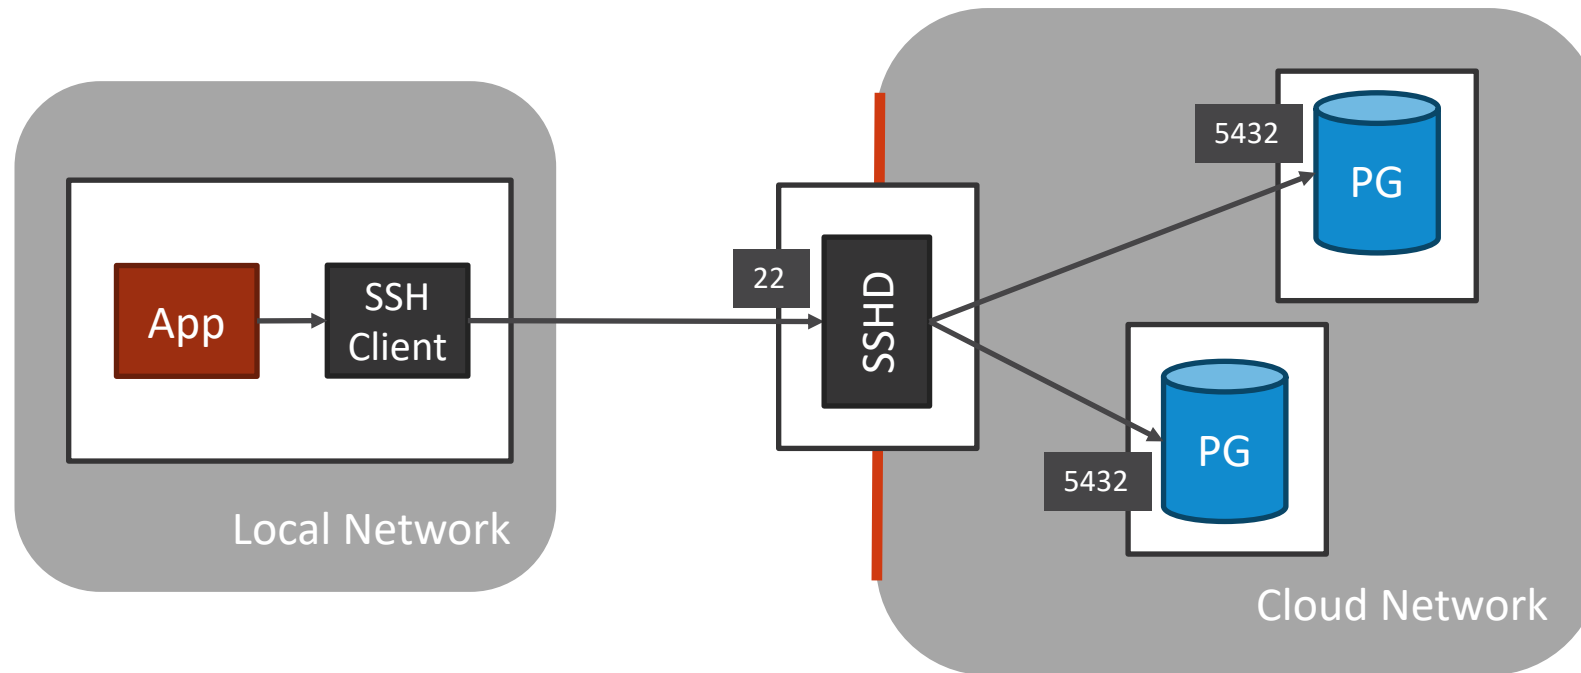 App
SSH
Client
Local Network
22
SSHD
5432
PG
5432
PG
Cloud Network